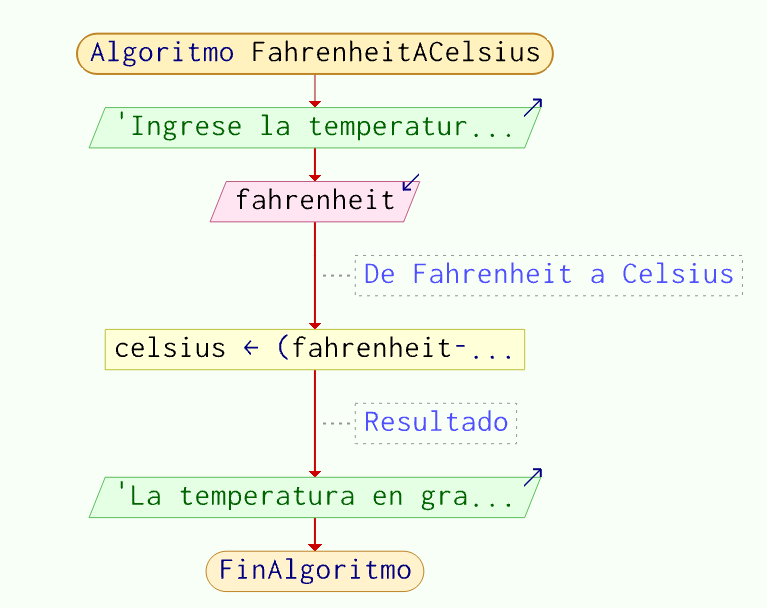 Algoritmo FahrenheitACelsius
'Ingrese la temperatur...
fahrenheit
De Fahrenheit a Celsius
celsius ← (fahrenheit-...
Resultado
'La temperatura en gra...
FinAlgoritmo